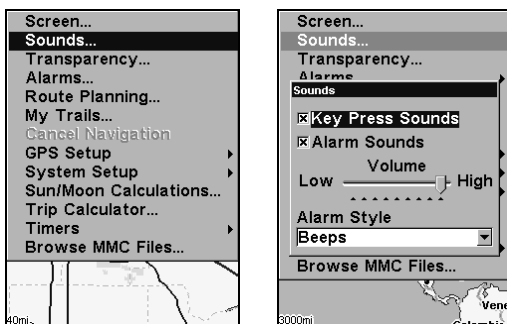 Screen...
Sounds...
Transparency...
Alarms...
Route Planning...
My Trails...
Cancel Navigation
GPS Setup
System Setup
Sun/Moon Calculations...
Trip Calculator...
Timers
Browse MMC Files...
40mi
Screen...
Sounds...
Transparency...
Alarms
Sounds
Key Press Sounds
Alarm Sounds
Volume
Low High
Alarm Style
Beeps
Browse MMC Files...
Vene
3000mi